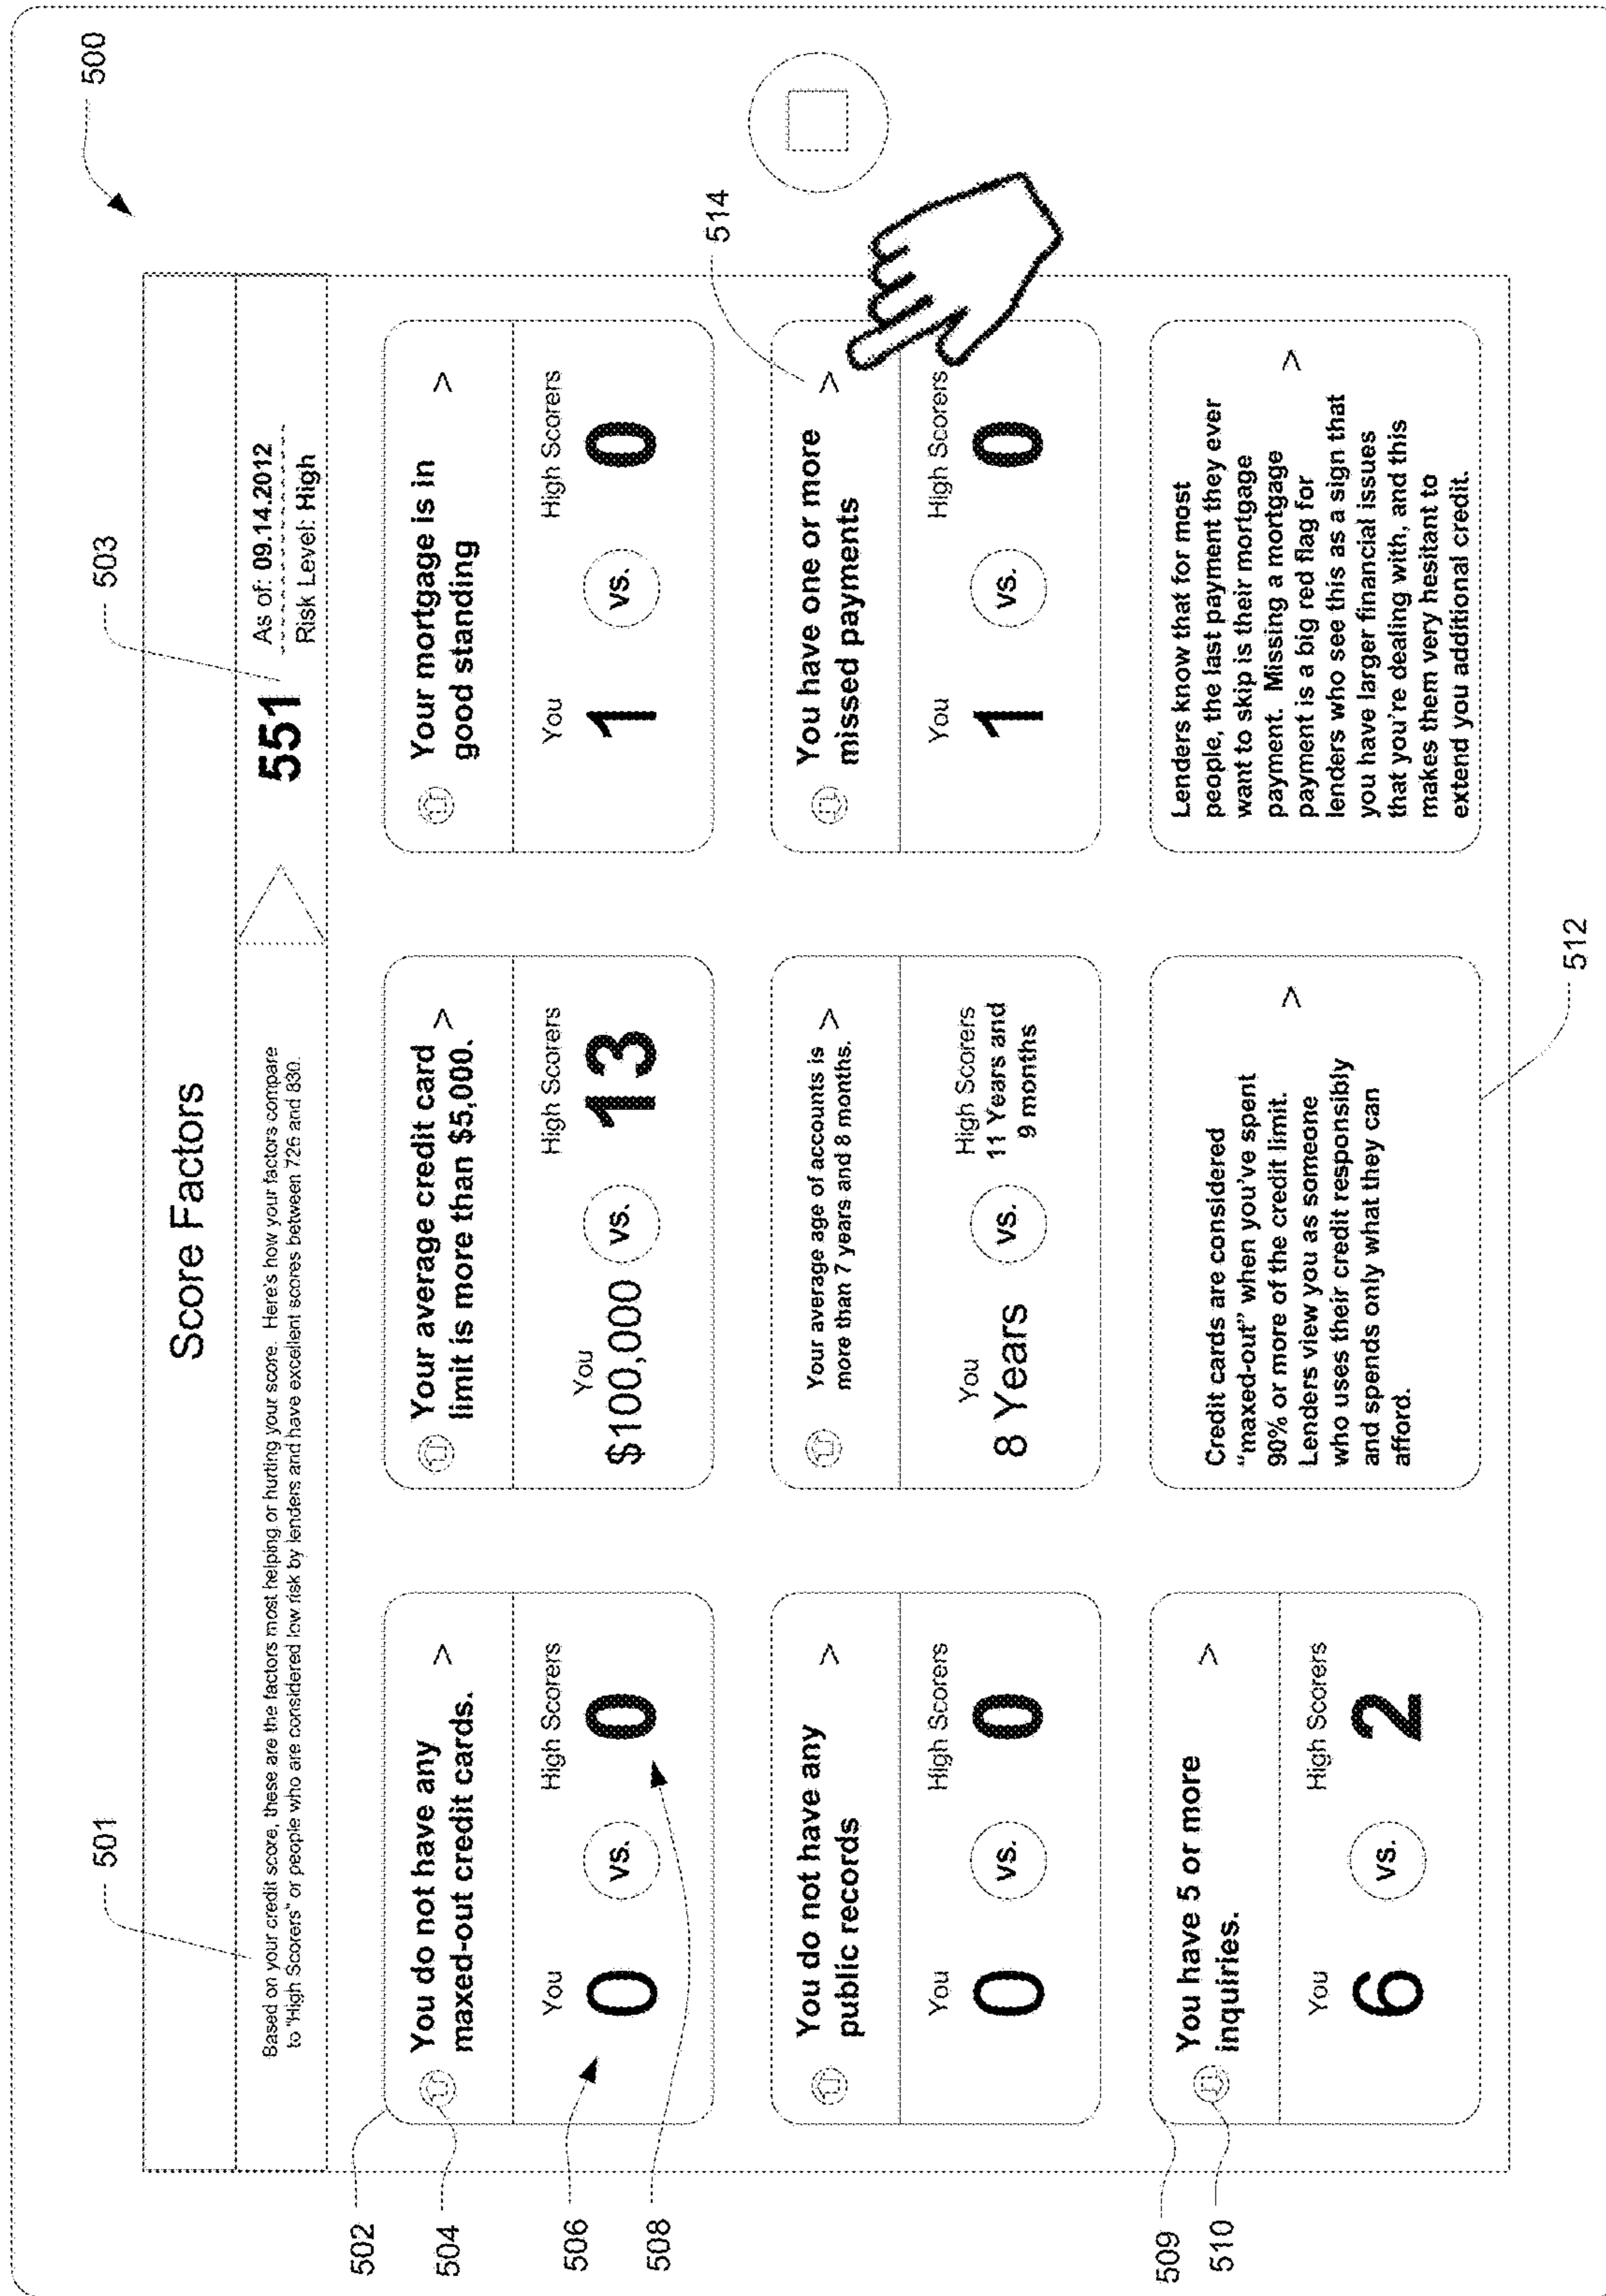 500
501
503
Score Factors
Based on your credit score, these are the factors most helping or hurting your score. Here's how your factors compare
to "High Scorers" or people who are considered low risk by lenders and have excellent scores between 726 and 830.
551
As of: 09.14.2012
Risk Level: High
502
504
506
508
You do not have any
maxed-out credit cards.
>
You
High Scorers
0
vs.
0
Your average credit card
limit is more than $5,000.
>
You
High Scorers
$100,000
vs.
13
Your mortgage is in
good standing
>
You
High Scorers
1
vs.
0
514
You do not have any
public records
>
You
High Scorers
0
vs.
0
Your average age of accounts is
more than 7 years and 8 months.
>
You
8 Years
vs.
High Scorers
11 Years and
9 months
You have one or more
missed payments
>
You
High Scorers
1
vs.
0
509
510
You have 5 or more
inquiries.
>
You
High Scorers
6
vs.
2
Credit cards are considered
"maxed-out" when you've spent
90% or more of the credit limit.
Lenders view you as someone
who uses their credit responsibly
and spends only what they can
afford.
>
512
Lenders know that for most
people, the last payment they ever
want to skip is their mortgage
payment. Missing a mortgage
payment is a big red flag for
lenders who see this as a sign that
you have larger financial issues
that you're dealing with, and this
makes them very hesitant to
extend you additional credit.
>